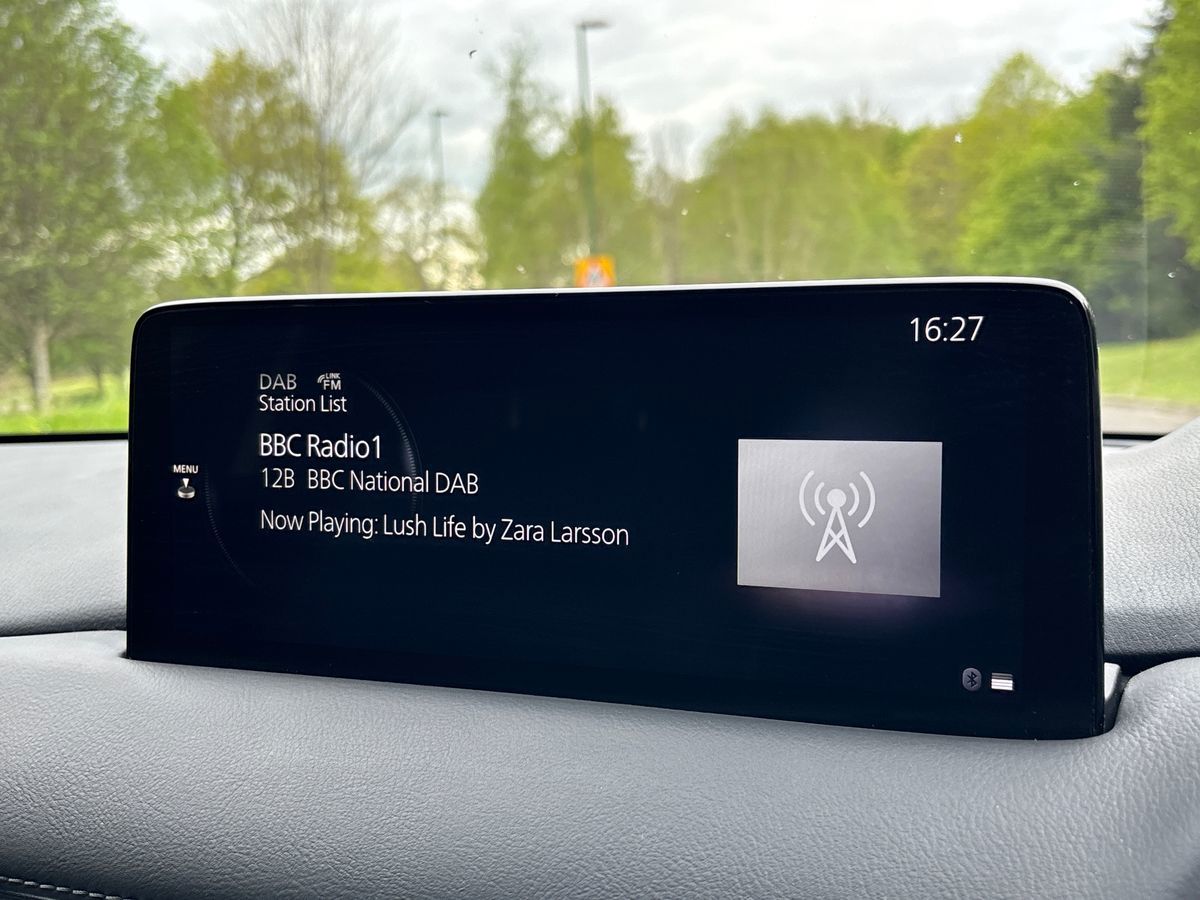 16:27
DAB LINK FM
Station List
BBC Radio1
MENU
12B BBC National DAB
Now Playing: Lush Life by Zara Larsson